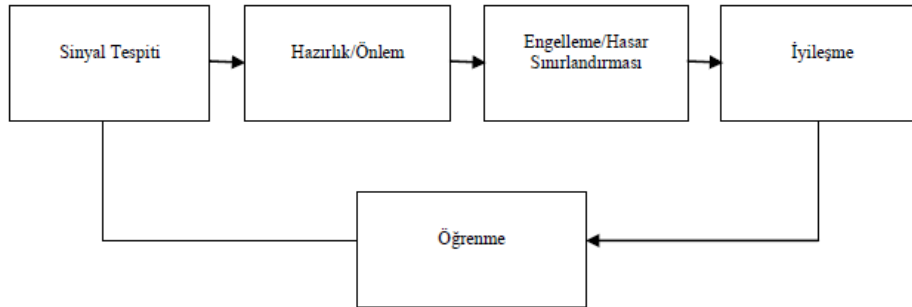 Sinyal Tespiti
Hazırlık/Önlem
Engelleme/Hasar
Sınırlandırması
İyileşme
Öğrenme